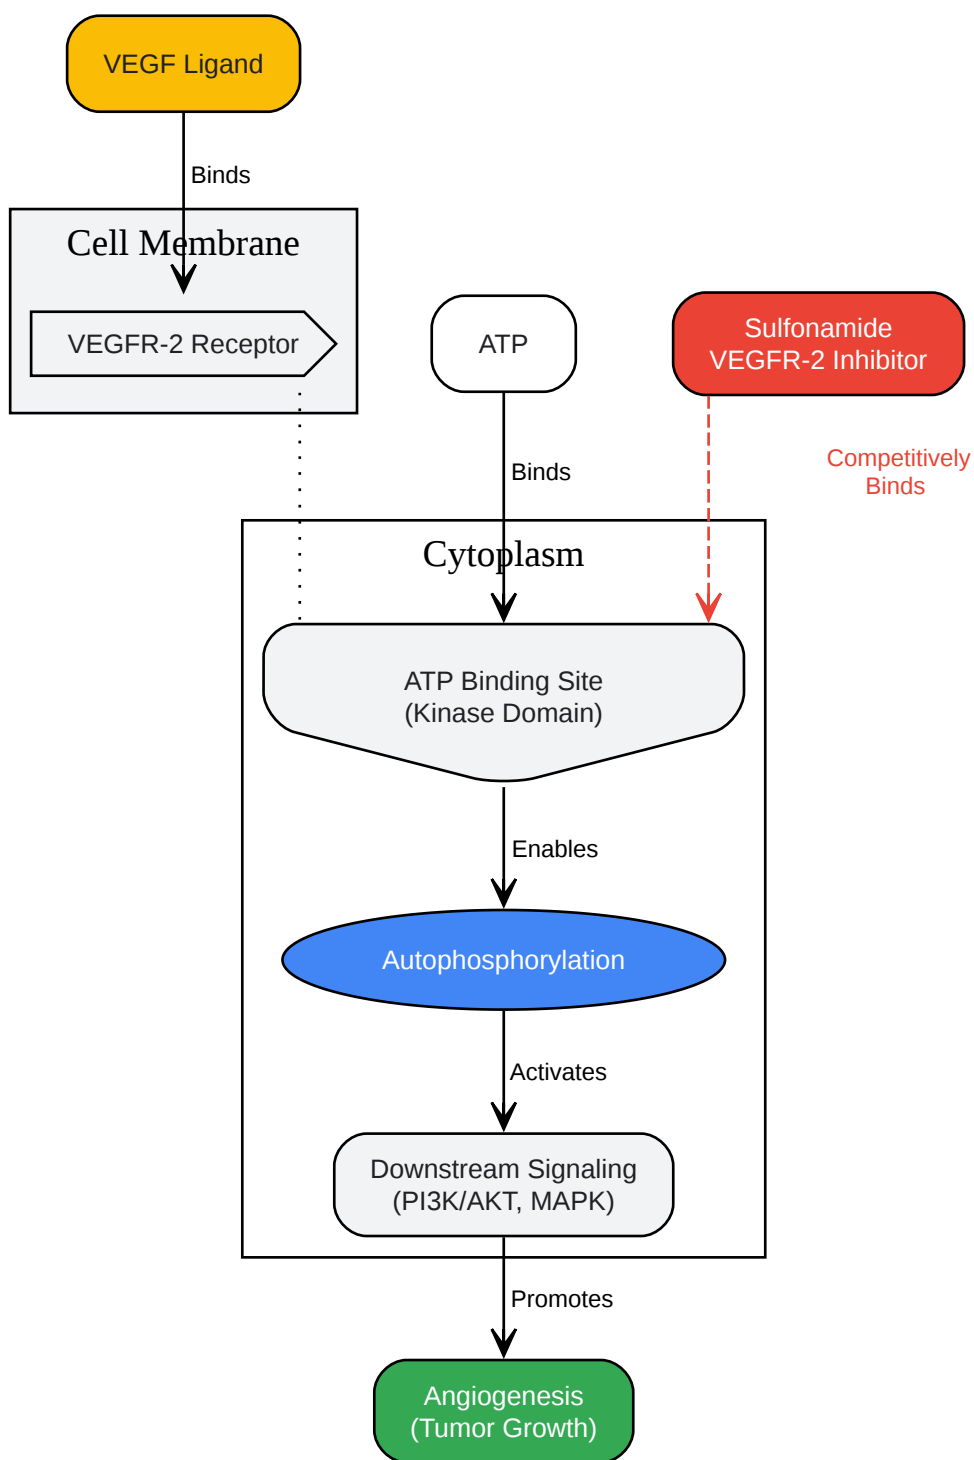 VEGF Ligand
Binds
Cell Membrane
VEGFR-2 Receptor
ATP
Sulfonamide
VEGFR-2 Inhibitor
Binds
Competitively
Binds
Cytoplasm
ATP Binding Site
(Kinase Domain)
Enables
Autophosphorylation
Activates
Downstream Signaling
(PI3K/AKT, MAPK)
Promotes
Angiogenesis
(Tumor Growth)